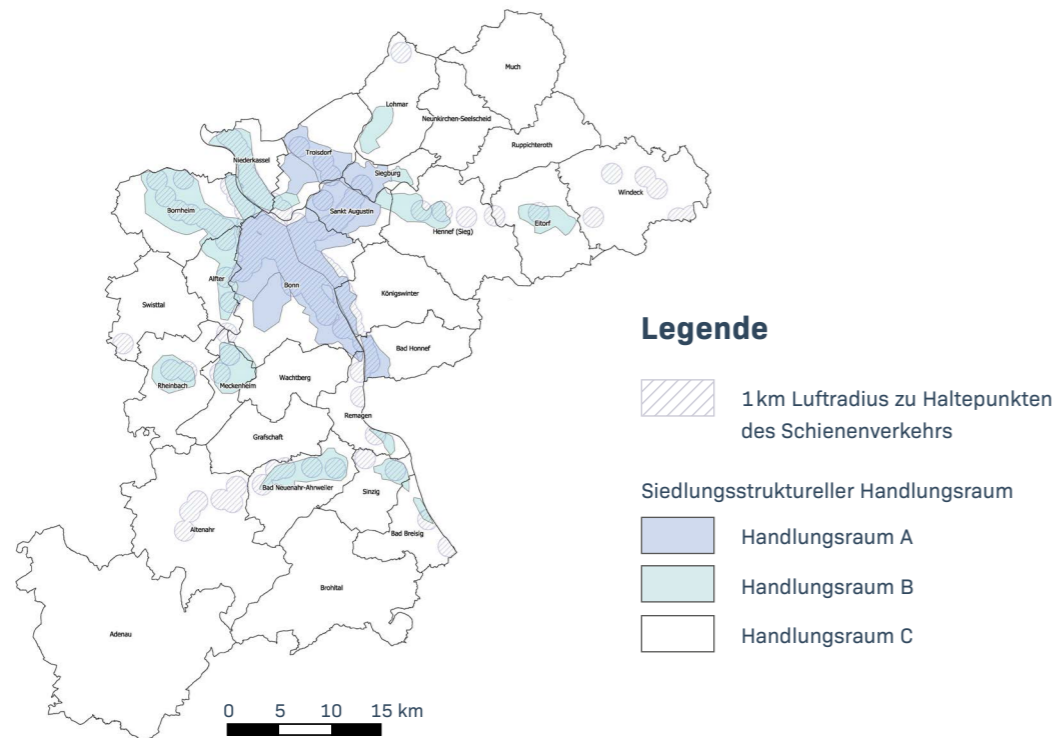 Much
Lohmar
Neunkirchen-Seelscheid
Ruppichteroth
Troisdorf
Niederkassel
Siegburg
Windeck
Bornheim
Sankt Augustin
Eitorf
Hennef (Sieg)
Alfter
Bonn
Königswinter
Swisttal
Bad Honnef
Rheinbach
Meckenheim
Wachtberg
Remagen
Grafschaft
Bad Neuenahr-Ahrweiler
Sinzig
Altenahr
Bad Breisig
Brohltal
Adenau
0 5 10 15 km
Legende
1 km Luftradius zu Haltepunkten
des Schienenverkehrs
Siedlungsstruktureller Handlungsraum
Handlungsraum A
Handlungsraum B
Handlungsraum C